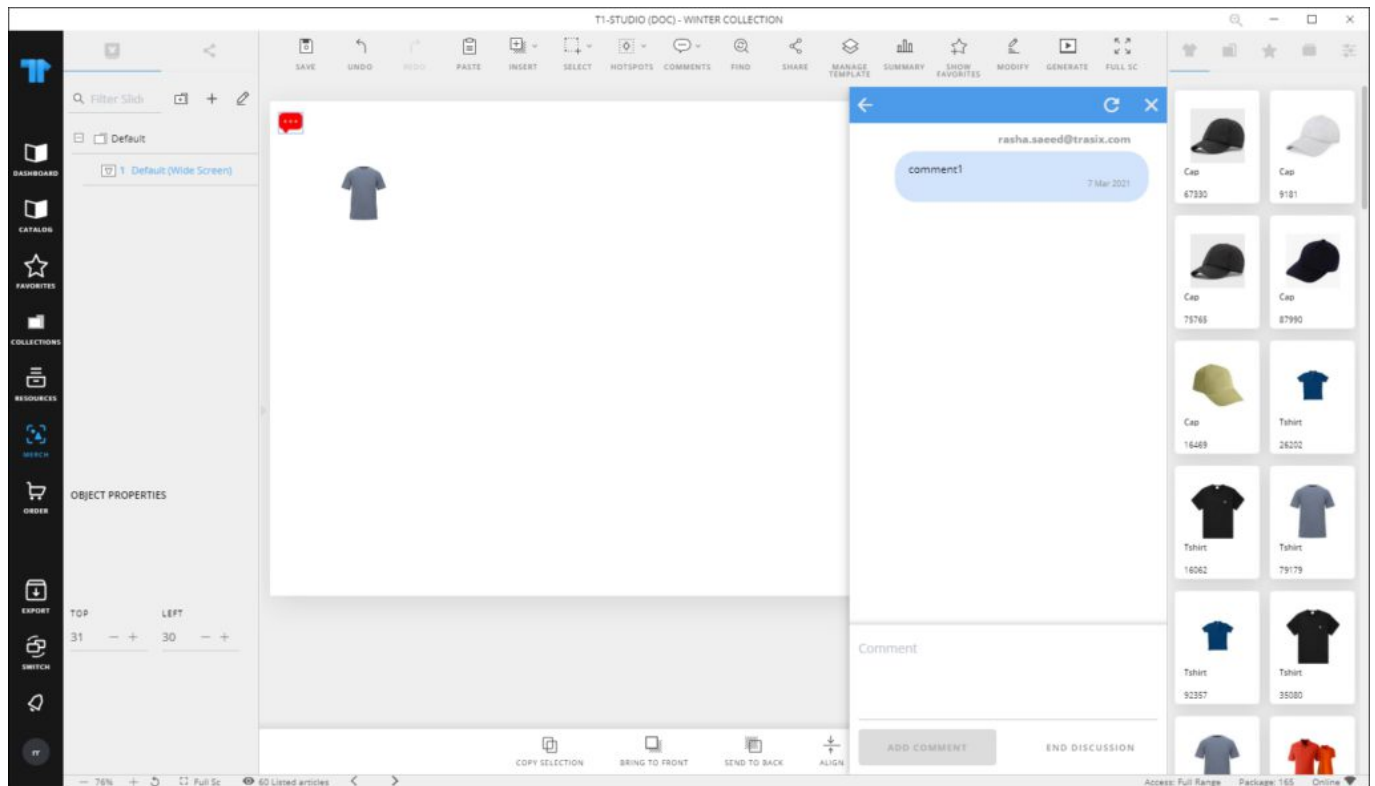 T1-STUDIO (DOC) - WINTER COLLECTION
SAVE
UNDO
REDO
PASTE
INSERT
SELECT
HOTSPOTS
COMMENTS
FIND
SHARE
MANAGE
TEMPLATE
SUMMARY
SHOW
FAVORITES
MODIFY
GENERATE
FULL SC
DASHBOARD
CATALOG
FAVORITES
COLLECTIONS
RESOURCES
MERCH
ORDER
EXPORT
SWITCH
Filter Slid
Default
1 Default (Wide Screen)
OBJECT PROPERTIES
TOP LEFT
31 − + 30 − +
rasha.saeed@trasix.com
comment1
7 Mar 2021
Comment
ADD COMMENT
END DISCUSSION
Cap
67330
Cap
9181
Cap
75765
Cap
87990
Cap
16469
Tshirt
26202
Tshirt
16062
Tshirt
79179
Tshirt
92357
Tshirt
35080
COPY SELECTION
BRING TO FRONT
SEND TO BACK
ALIGN
− 76% +
Full Sc
60 Listed articles
Access: Full Range
Package: 165
Online